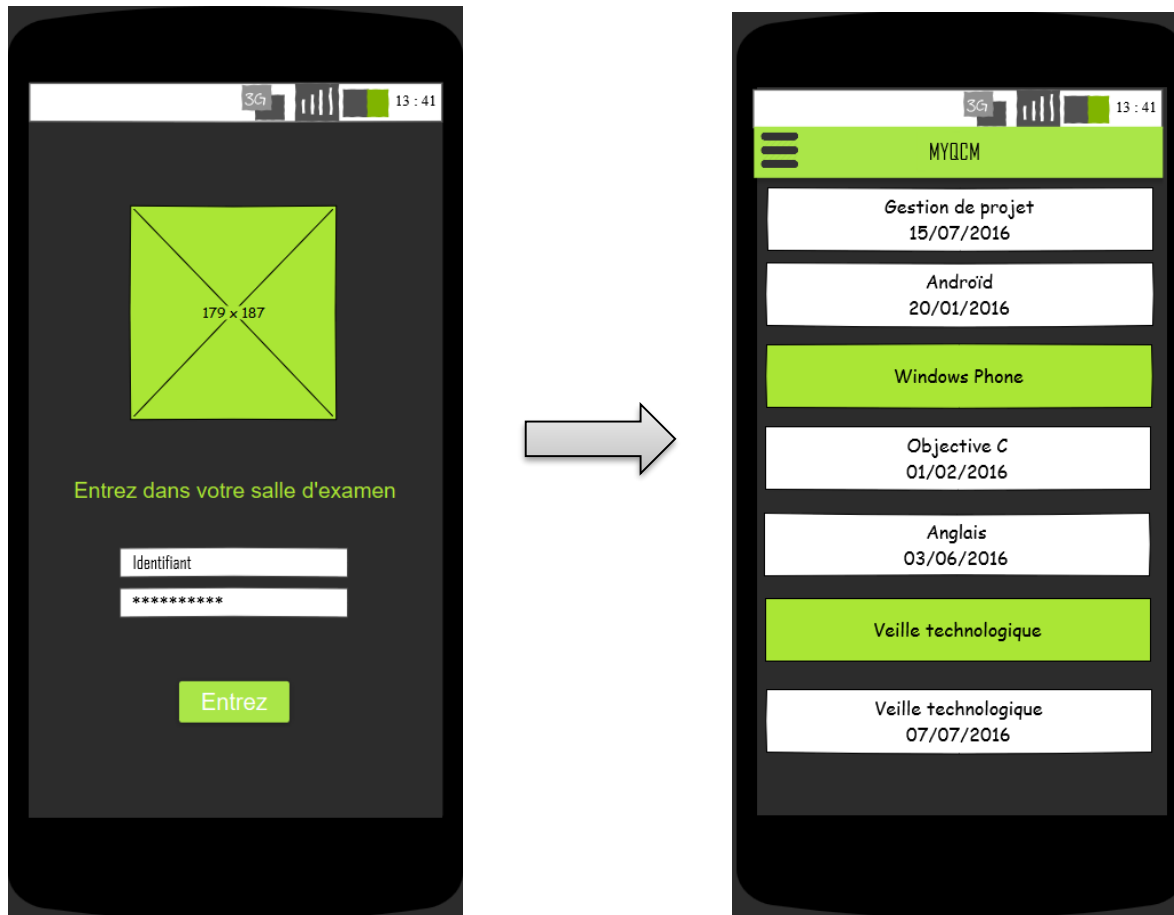 3G
13 : 41
179 x 187
Entrez dans votre salle d'examen
Identifiant
**********
Entrez
3G
13 : 41
MYQCM
Gestion de projet
15/07/2016
Androïd
20/01/2016
Windows Phone
Objective C
01/02/2016
Anglais
03/06/2016
Veille technologique
Veille technologique
07/07/2016